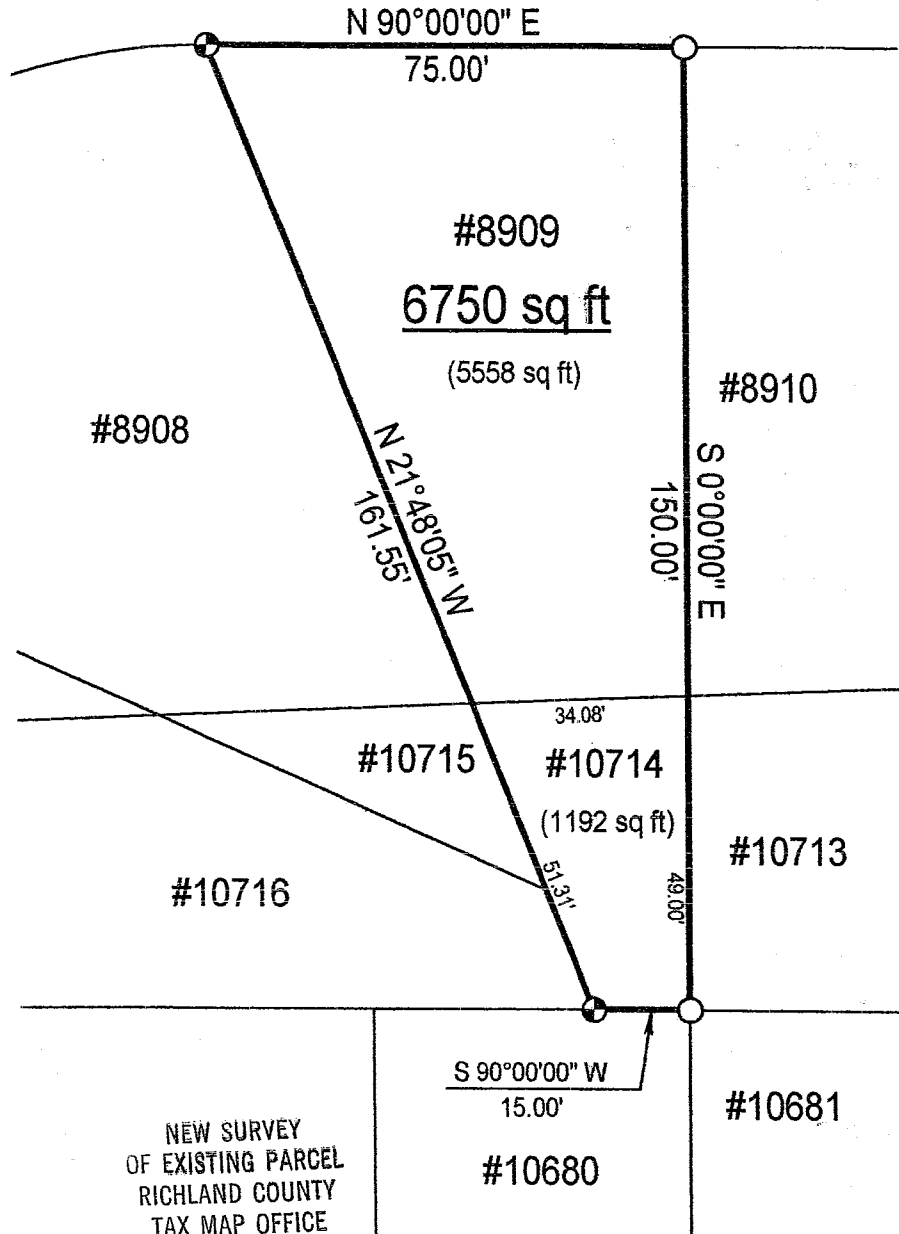 N 90°00'00" E
75.00'
#8909
6750 sq ft
(5558 sq ft)
#8910
#8908
N 21°48'05" W
161.55'
S 0°00'00" E
150.00'
34.08'
#10715
#10714
(1192 sq ft)
#10713
51.31'
49.00'
#10716
S 90°00'00" W
15.00'
#10681
#10680
NEW SURVEY
OF EXISTING PARCEL
RICHLAND COUNTY
TAX MAP OFFICE